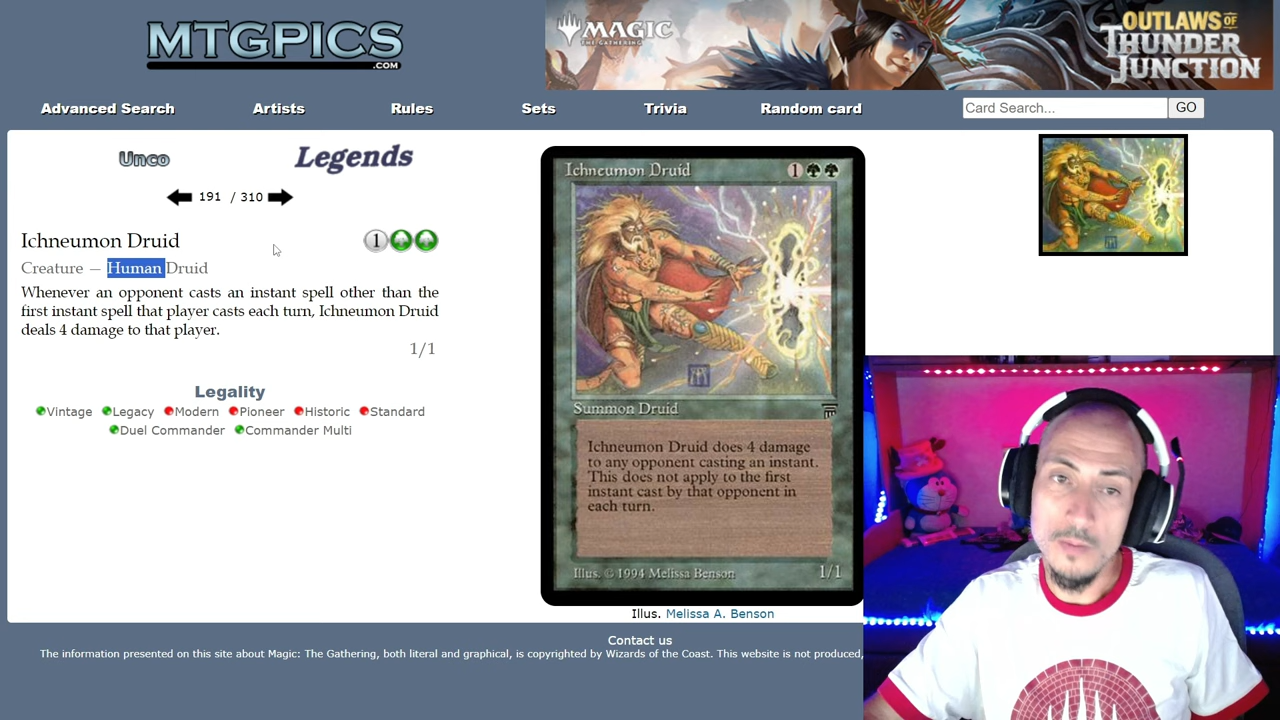 MTGPICS
.COM
MAGIC
THE GATHERING
OUTLAWS OF
THUNDER
JUNCTION
Advanced Search
Artists
Rules
Sets
Trivia
Random card
Card Search...
GO
Unco
Legends
191 / 310
Ichneumon Druid
1
Creature — Human Druid
Whenever an opponent casts an instant spell other than the
first instant spell that player casts each turn, Ichneumon Druid
deals 4 damage to that player.
1/1
Legality
Vintage Legacy Modern Pioneer Historic Standard
Duel Commander Commander Multi
Ichneumon Druid 1
Summon Druid
Ichneumon Druid does 4 damage
to any opponent casting an instant.
This does not apply to the first
instant cast by that opponent in
each turn.
Illus. © 1994 Melissa Benson 1/1
Illus. Melissa A. Benson
Contact us
The information presented on this site about Magic: The Gathering, both literal and graphical, is copyrighted by Wizards of the Coast. This website is not produced,